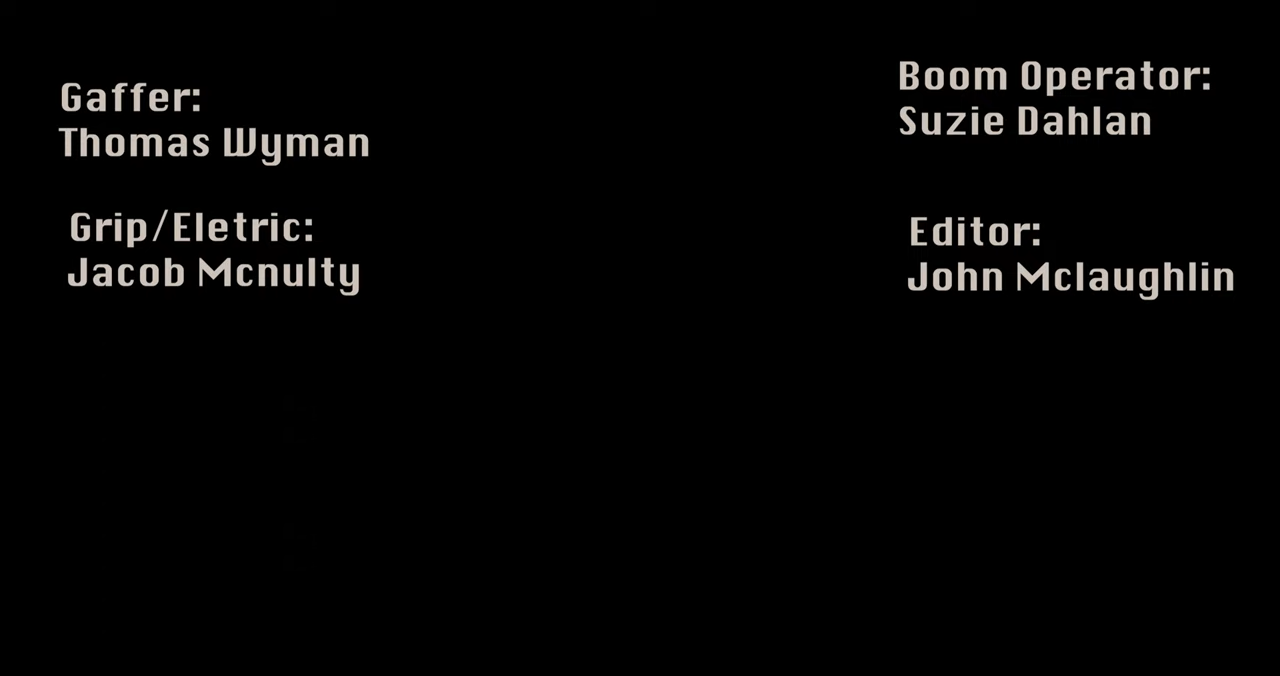 Gaffer:
Thomas Wyman
Grip/Eletric:
Jacob Mcnulty
Boom Operator:
Suzie Dahlan
Editor:
John Mclaughlin